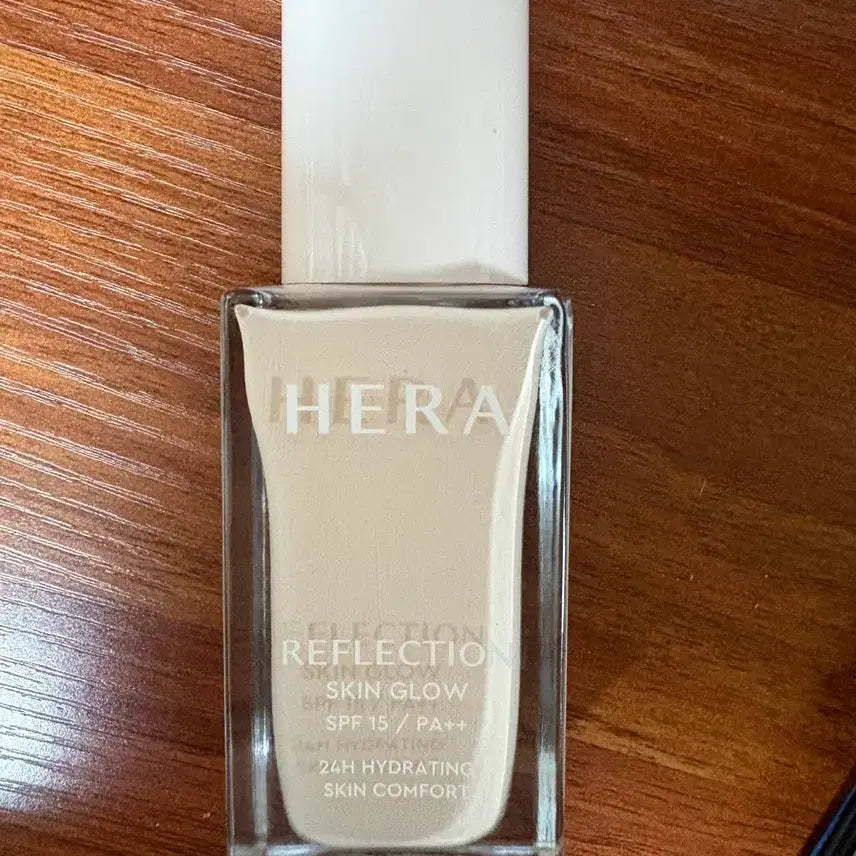 HERA
REFLECTION
SKIN GLOW
SPF 15 / PA++
24H HYDRATING
SKIN COMFORT